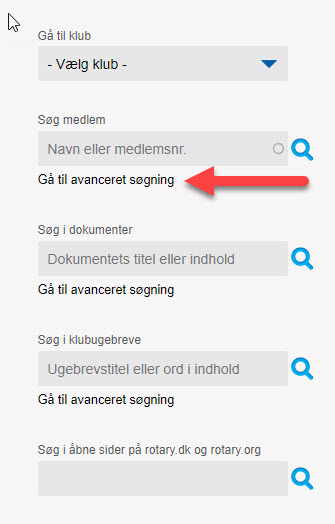 Gå til klub
- Vælg klub -
Søg medlem
Navn eller medlemsnr.
Gå til avanceret søgning
Søg i dokumenter
Dokumentets titel eller indhold
Gå til avanceret søgning
Søg i klubugebreve
Ugebrevstitel eller ord i indhold
Gå til avanceret søgning
Søg i åbne sider på rotary.dk og rotary.org